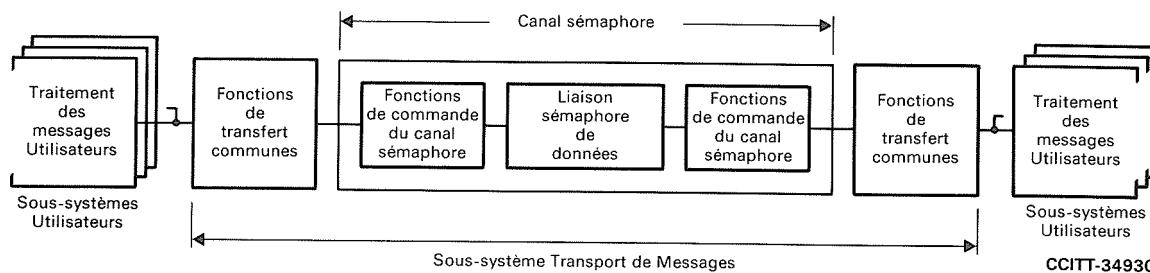 Canal sémaphore
Traitement
des
messages
Utilisateurs
Fonctions
de
transfert
communes
Fonctions
de commande
du canal
sémaphore
Liaison
sémaphore
de
données
Fonctions
de commande
du canal
sémaphore
Fonctions
de
transfert
communes
Traitement
des
messages
Utilisateurs
Sous-systèmes
Utilisateurs
Sous-systèmes
Utilisateurs
Sous-système Transport de Messages
CCITT-34930